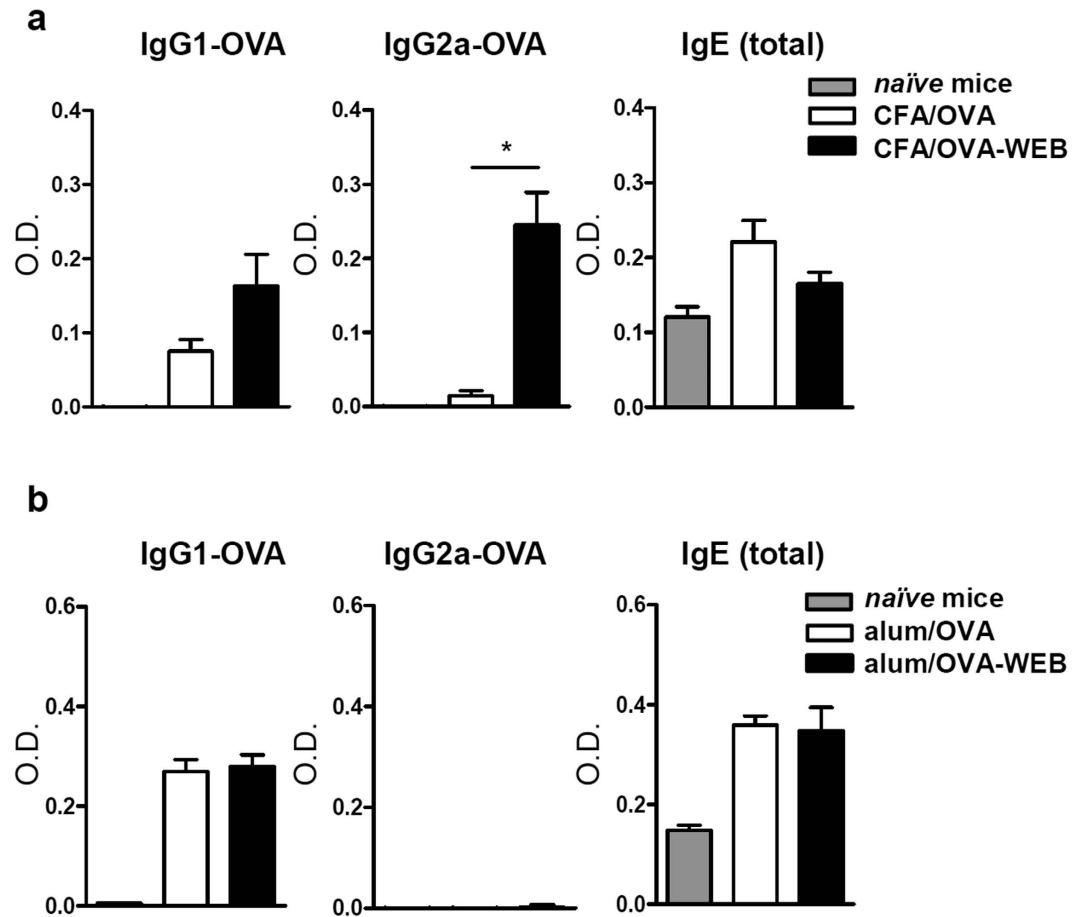 a
IgG1-OVA
IgG2a-OVA
IgE (total)
naïve mice
CFA/OVA
CFA/OVA-WEB
O.D.
0.4
0.3
0.2
0.1
0.0
O.D.
0.4
0.3
0.2
0.1
0.0
*
O.D.
0.4
0.3
0.2
0.1
0.0
b
IgG1-OVA
IgG2a-OVA
IgE (total)
naïve mice
alum/OVA
alum/OVA-WEB
O.D.
0.6
0.4
0.2
0.0
O.D.
0.6
0.4
0.2
0.0
O.D.
0.6
0.4
0.2
0.0